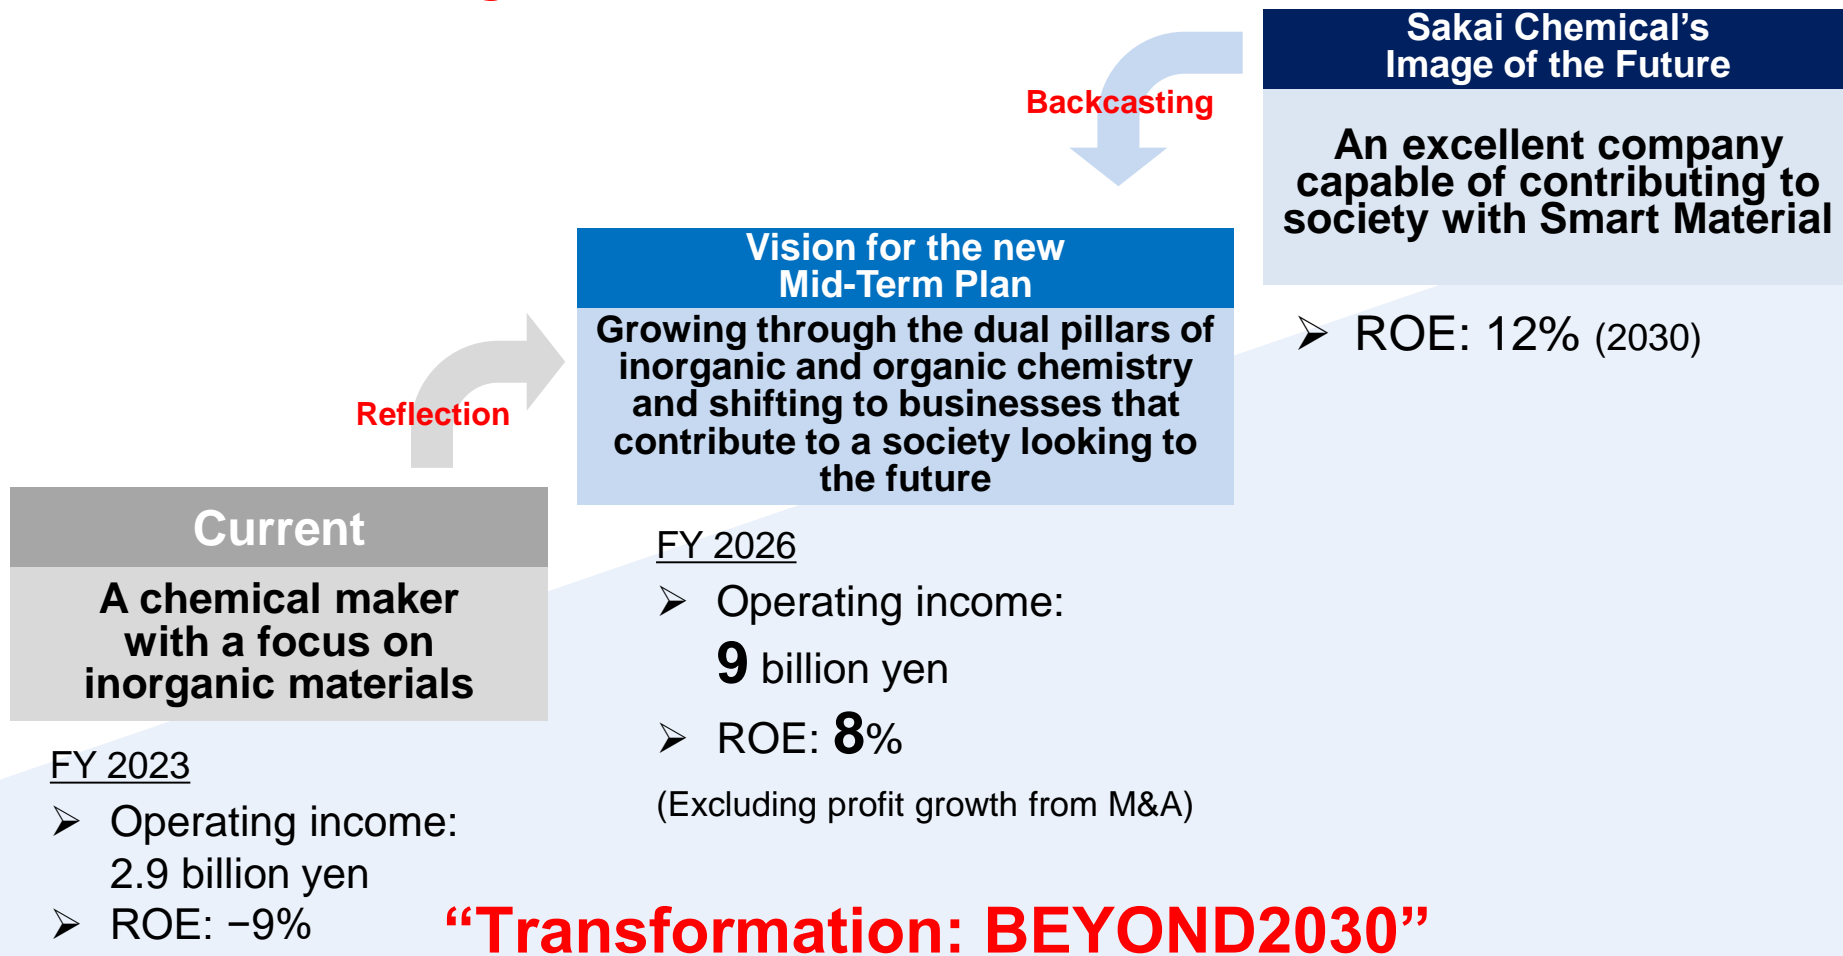 Sakai Chemical’s
Image of the Future
An excellent company
capable of contributing to
society with Smart Material
➢ ROE: 12% (2030)
Backcasting
Vision for the new
Mid-Term Plan
Growing through the dual pillars of
inorganic and organic chemistry
and shifting to businesses that
contribute to a society looking to
the future
FY 2026
➢ Operating income:
9 billion yen
➢ ROE: 8%
(Excluding profit growth from M&A)
Reflection
Current
A chemical maker
with a focus on
inorganic materials
FY 2023
➢ Operating income:
2.9 billion yen
➢ ROE: −9%
“Transformation: BEYOND2030”